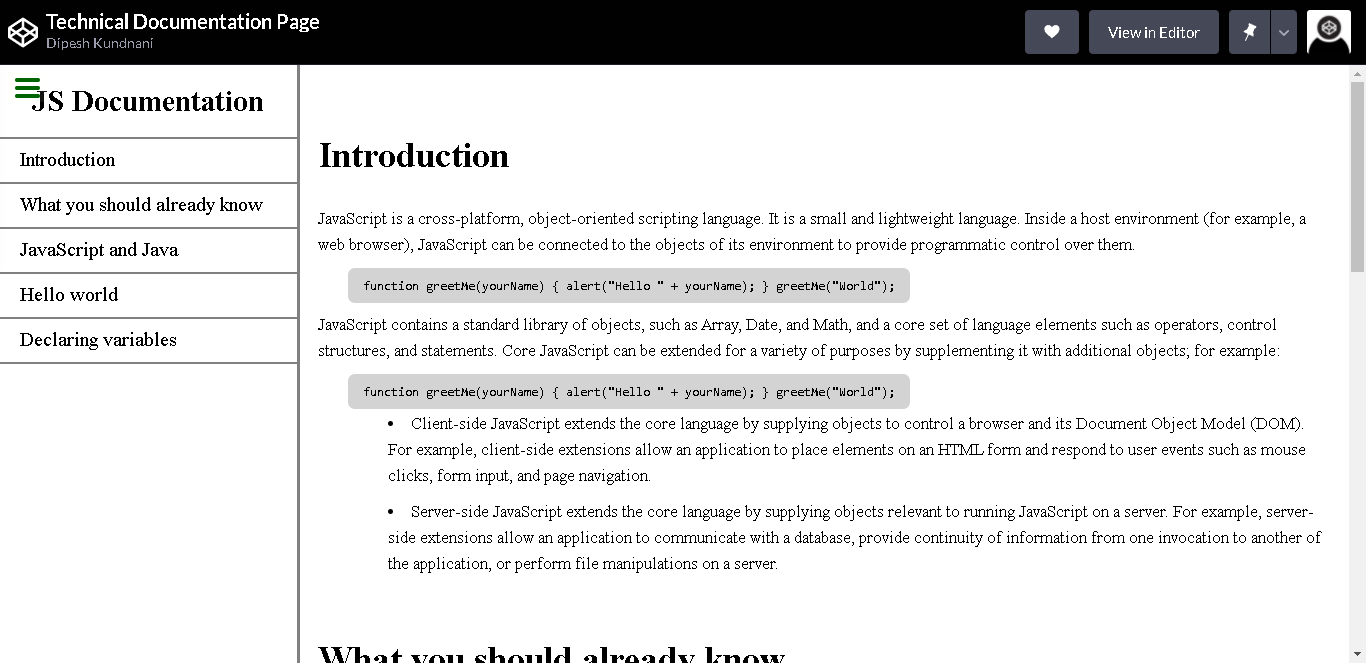 Technical Documentation Page
Dipesh Kundnani
View in Editor
JS Documentation
Introduction
What you should already know
JavaScript and Java
Hello world
Declaring variables
Introduction
JavaScript is a cross-platform, object-oriented scripting language. It is a small and lightweight language. Inside a host environment (for example, a
web browser), JavaScript can be connected to the objects of its environment to provide programmatic control over them.
function greetMe(yourName) { alert("Hello " + yourName); } greetMe("World");
JavaScript contains a standard library of objects, such as Array, Date, and Math, and a core set of language elements such as operators, control
structures, and statements. Core JavaScript can be extended for a variety of purposes by supplementing it with additional objects; for example:
function greetMe(yourName) { alert("Hello " + yourName); } greetMe("World");
• Client-side JavaScript extends the core language by supplying objects to control a browser and its Document Object Model (DOM).
For example, client-side extensions allow an application to place elements on an HTML form and respond to user events such as mouse
clicks, form input, and page navigation.
• Server-side JavaScript extends the core language by supplying objects relevant to running JavaScript on a server. For example, server-
side extensions allow an application to communicate with a database, provide continuity of information from one invocation to another of
the application, or perform file manipulations on a server.
What you should already know